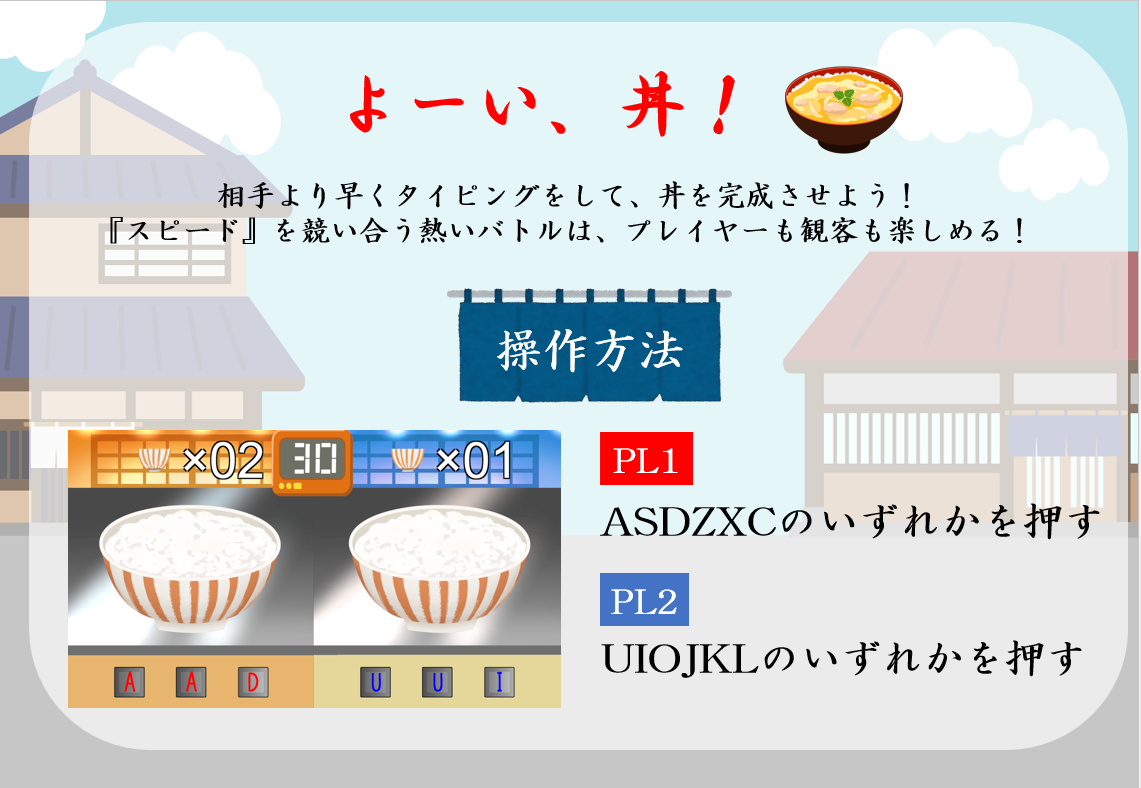 よーい、丼！
相手より早くタイピングをして、丼を完成させよう！
『スピード』を競い合う熱いバトルは、プレイヤーも観客も楽しめる！
操作方法
×02 30 ×01
A A D U U I
PL1
ASDZXCのいずれかを押す
PL2
UIOJKLのいずれかを押す